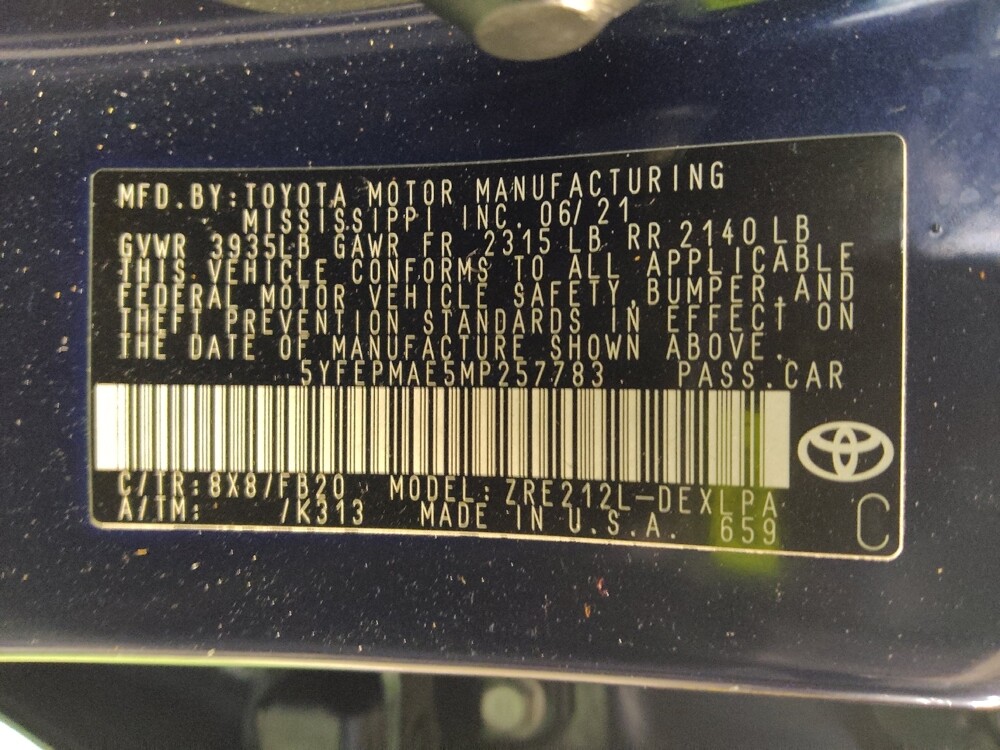 MFD.BY:TOYOTA MOTOR MANUFACTURING
MISSISSIPPI INC. 06/21
GVWR 3935LB GAWR FR 2315 LB RR 2140 LB
THIS VEHICLE CONFORMS TO ALL APPLICABLE
FEDERAL MOTOR VEHICLE SAFETY,BUMPER,AND
THEFT PREVENTION STANDARDS IN EFFECT ON
THE DATE OF MANUFACTURE SHOWN ABOVE.
5YFEPMAE5MP257783 PASS.CAR
C/TR:8X8/FB20 MODEL:ZRE212L-DEXLPA
A/TM: /K313 MADE IN U.S.A. 659
C